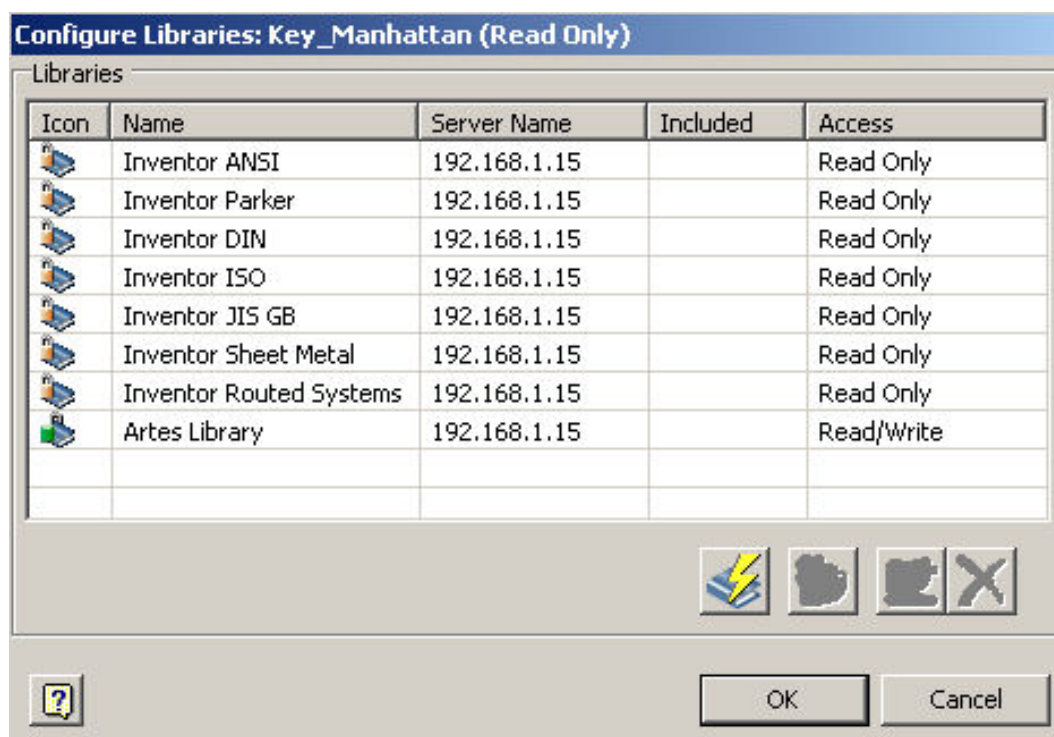 Configure Libraries: Key_Manhattan (Read Only)
Libraries
Icon Name Server Name Included Access
Inventor ANSI 192.168.1.15 Read Only
Inventor Parker 192.168.1.15 Read Only
Inventor DIN 192.168.1.15 Read Only
Inventor ISO 192.168.1.15 Read Only
Inventor JIS GB 192.168.1.15 Read Only
Inventor Sheet Metal 192.168.1.15 Read Only
Inventor Routed Systems 192.168.1.15 Read Only
Artes Library 192.168.1.15 Read/Write
? OK Cancel